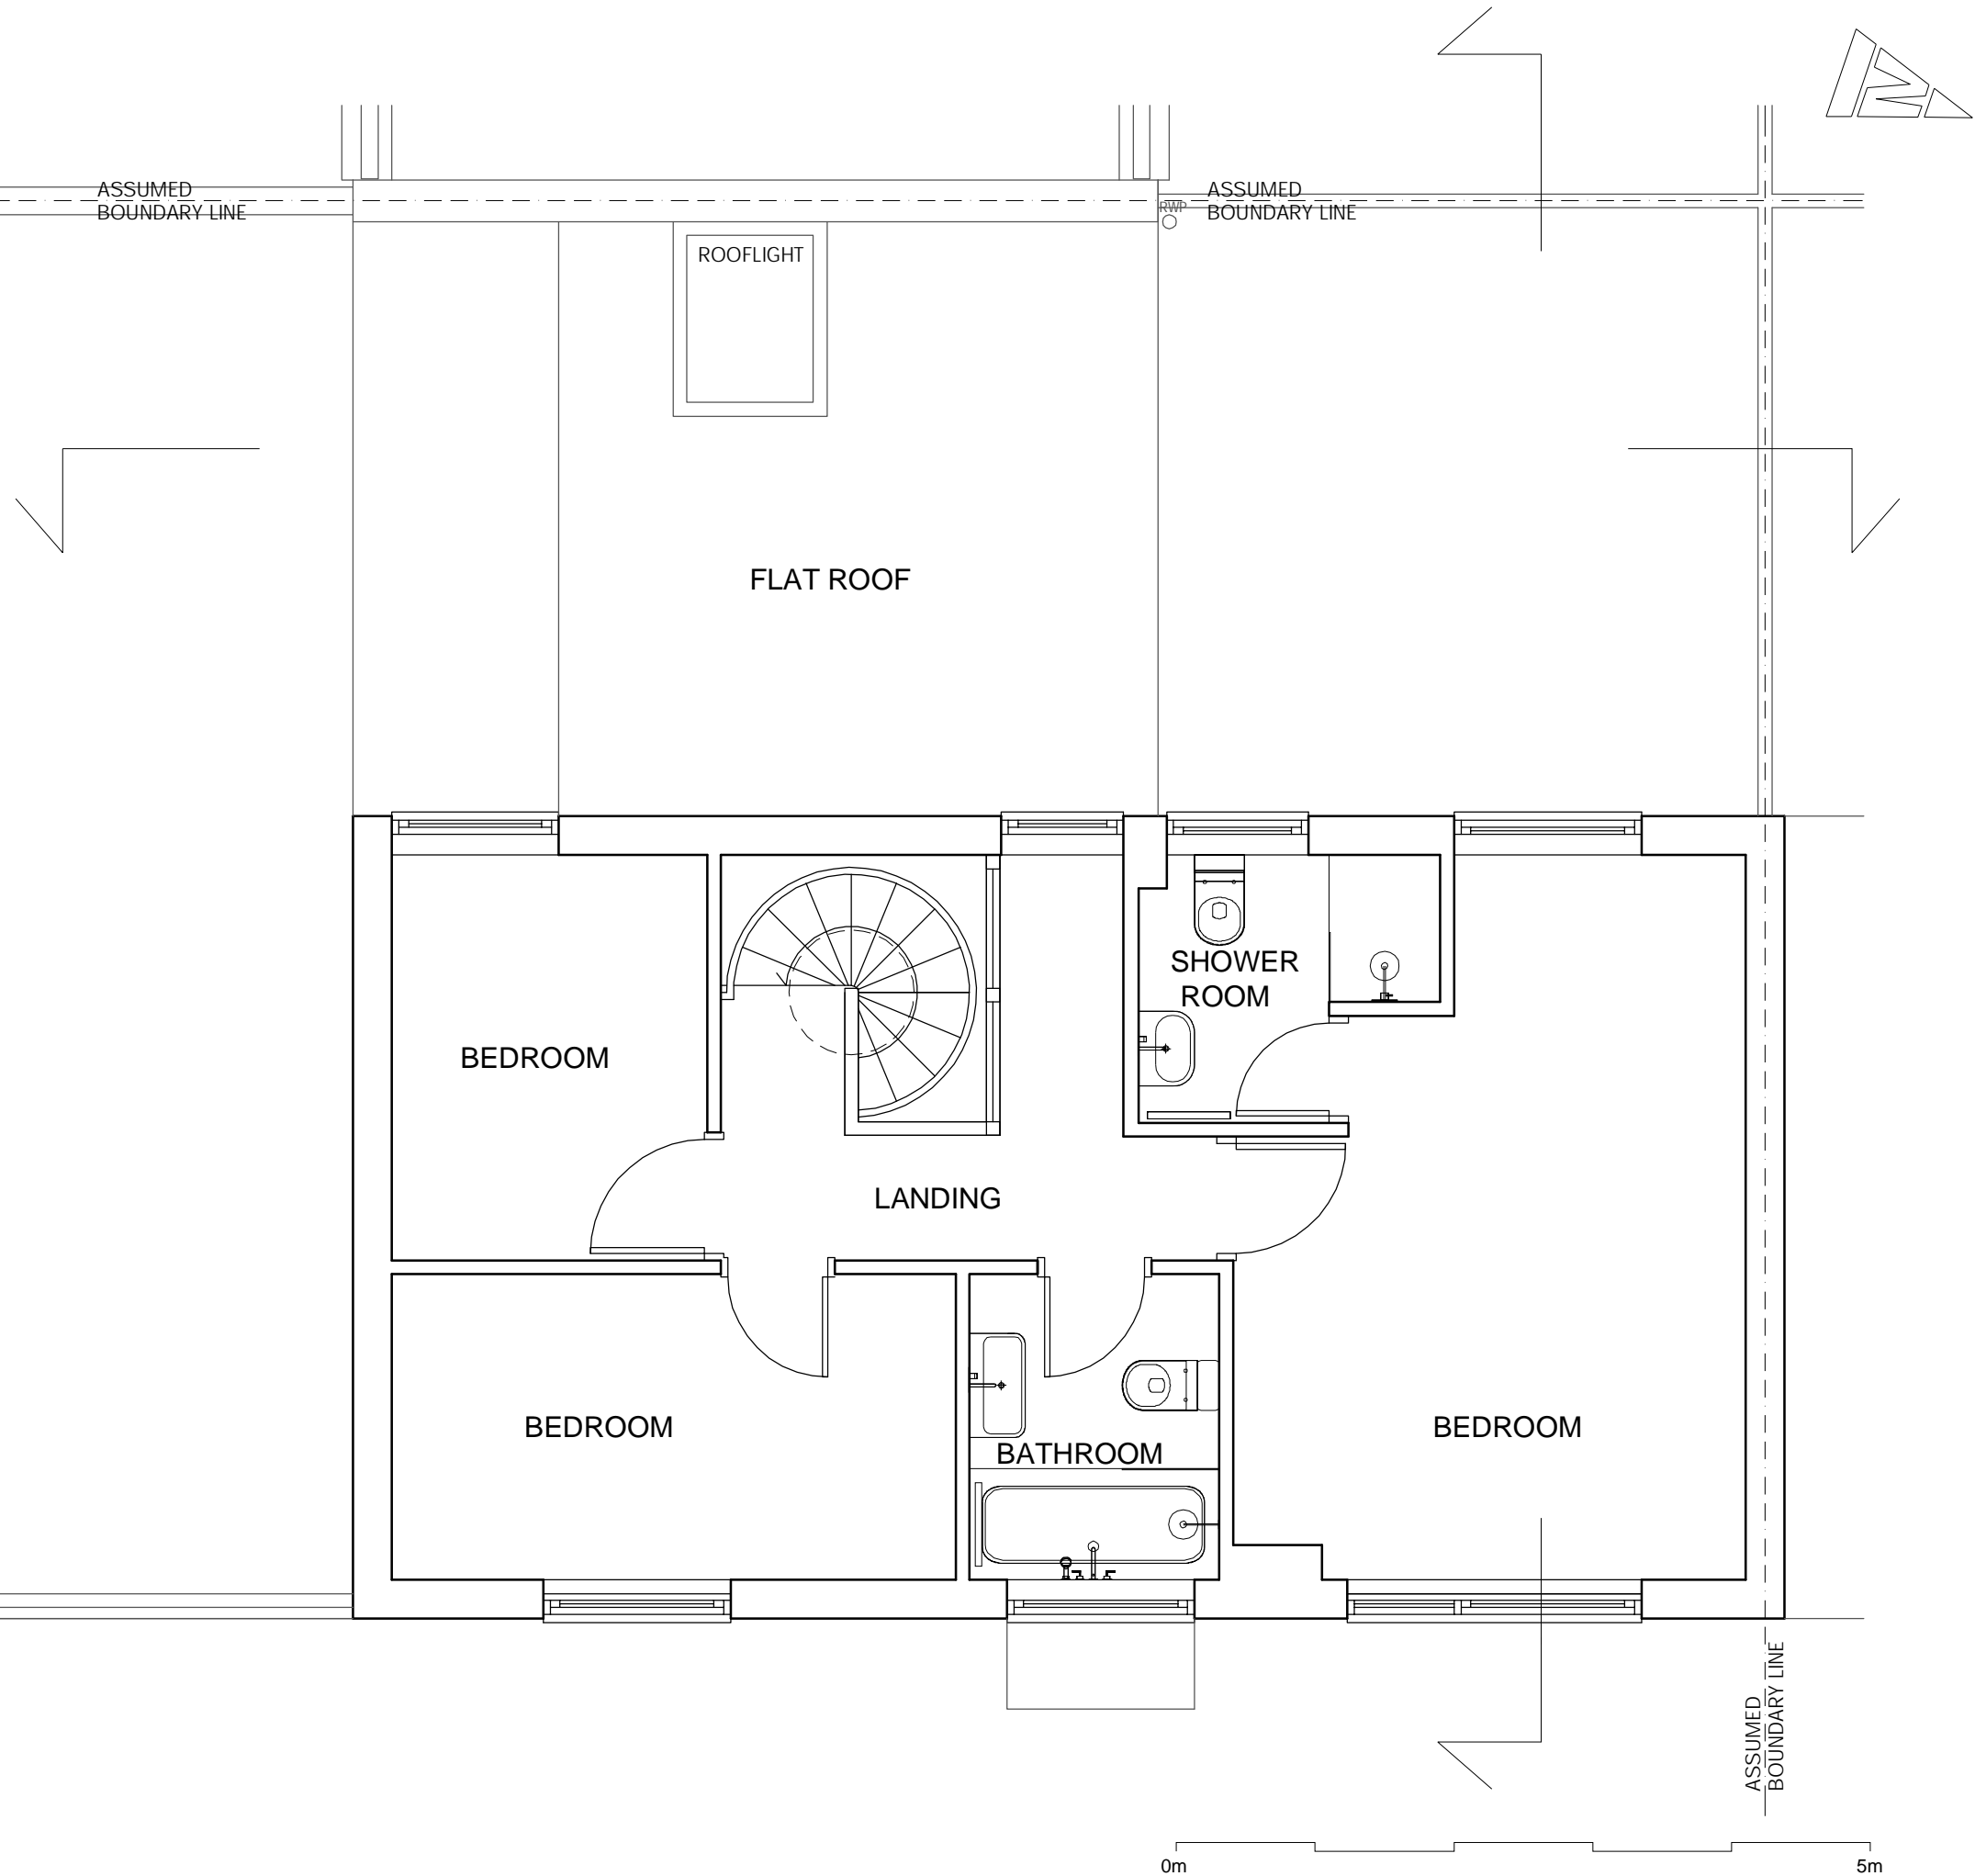 ASSUMED
BOUNDARY LINE
RWP
ASSUMED
BOUNDARY LINE
N
ROOFLIGHT
FLAT ROOF
SHOWER
ROOM
BEDROOM
LANDING
BEDROOM
BATHROOM
BEDROOM
ASSUMED
BOUNDARY LINE
0m
5m